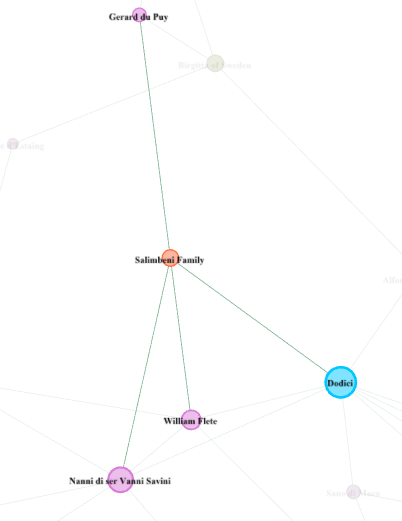 Gerard du Puy
Birgitta of Sweden
Salimbeni Family
Dodici
William Flete
Nanni di ser Vanni Savini